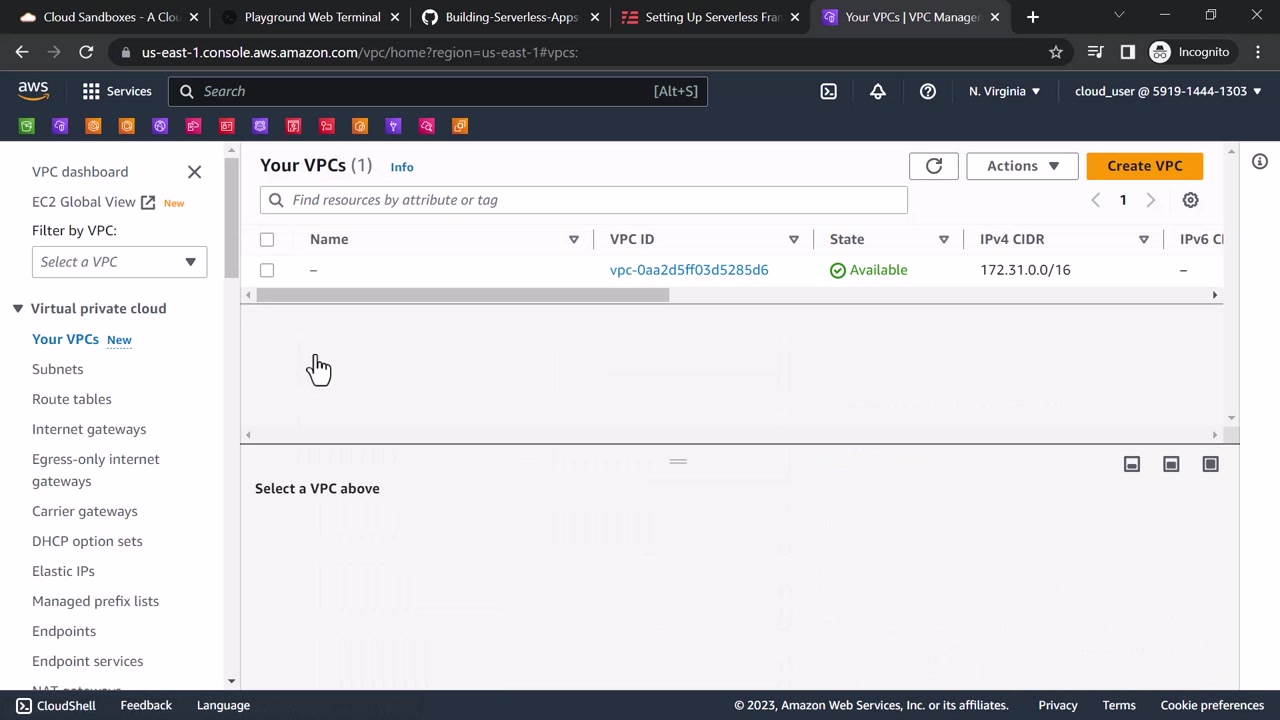 Cloud Sandboxes - A Clou
Playground Web Terminal
Building-Serverless-Apps-
Setting Up Serverless Fram
Your VPCs | VPC Managem
us-east-1.console.aws.amazon.com/vpc/home?region=us-east-1#vpcs:
Incognito
aws
Services
Search
[Alt+S]
N. Virginia
cloud_user @ 5919-1444-1303
VPC dashboard
EC2 Global View
New
Filter by VPC:
Select a VPC
Virtual private cloud
Your VPCs New
Subnets
Route tables
Internet gateways
Egress-only internet
gateways
Carrier gateways
DHCP option sets
Elastic IPs
Managed prefix lists
Endpoints
Endpoint services
NAT gateways
Your VPCs (1) Info
Actions
Create VPC
Find resources by attribute or tag
1
Name
VPC ID
State
IPv4 CIDR
IPv6 CI
–
vpc-0aa2d5ff03d5285d6
Available
172.31.0.0/16
–
Select a VPC above
CloudShell
Feedback
Language
© 2023, Amazon Web Services, Inc. or its affiliates.
Privacy
Terms
Cookie preferences